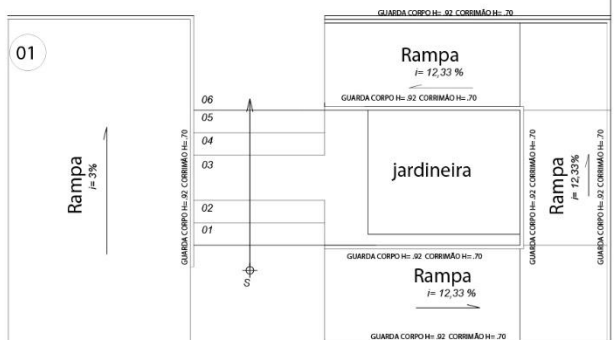 GUARDA CORPO H= .92 CORRIMÃO H= .70
01
Rampa
i= 12,33 %
GUARDA CORPO H= .92 CORRIMÃO H= .70
06
05
04
03
02
01
S
Rampa
i= 3%
GUARDA CORPO H= .92 CORRIMÃO H= .70
jardineira
GUARDA CORPO H= .92 CORRIMÃO H= .70
Rampa
i= 12,33%
GUARDA CORPO H= .92 CORRIMÃO H= .70
GUARDA CORPO H= .92 CORRIMÃO H= .70
Rampa
i= 12,33 %
GUARDA CORPO H= .92 CORRIMÃO H= .70